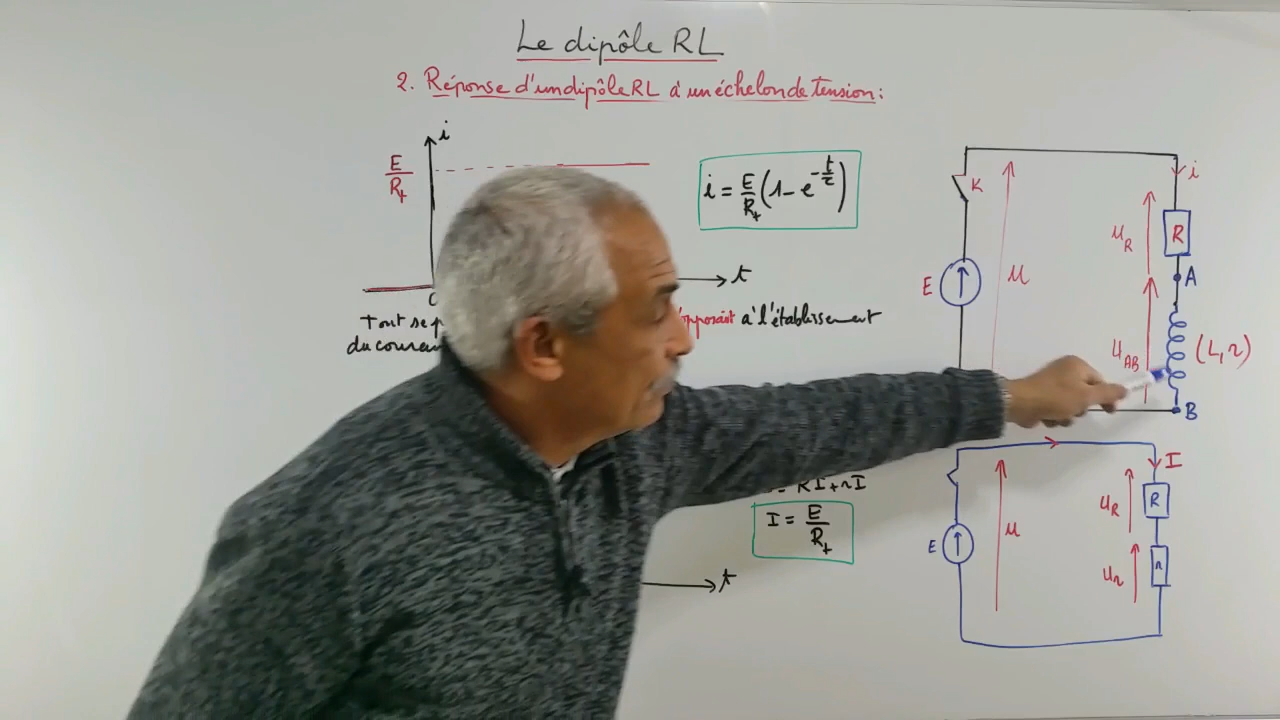 Le dipôle RL
2. Réponse d'un dipôle RL à un échelon de tension :
i
E/R_t
i = E/R_t (1 - e^{-t/τ})
t
Tout se p
opposait à l'établissement
du couran
K
i
E
u
u_R
R
A
u_AB
(L, r)
B
= RI + rI
I = E/R_t
t
I
E
u
u_R
R
u_r
r